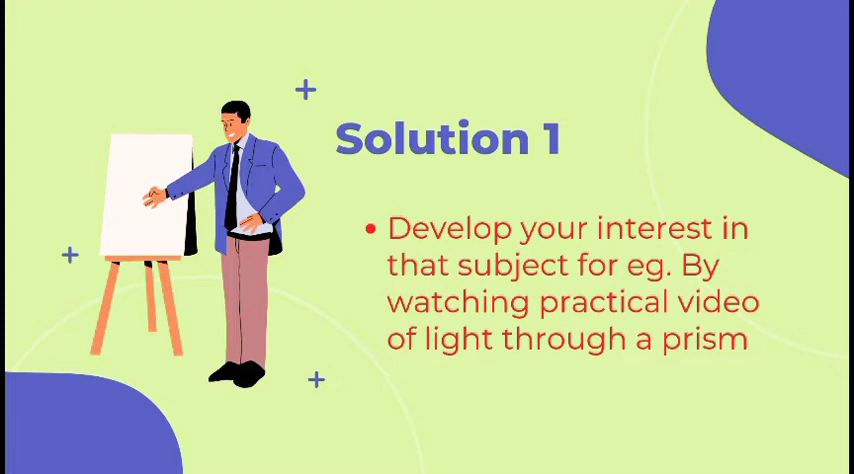 Solution 1
• Develop your interest in
that subject for eg. By
watching practical video
of light through a prism